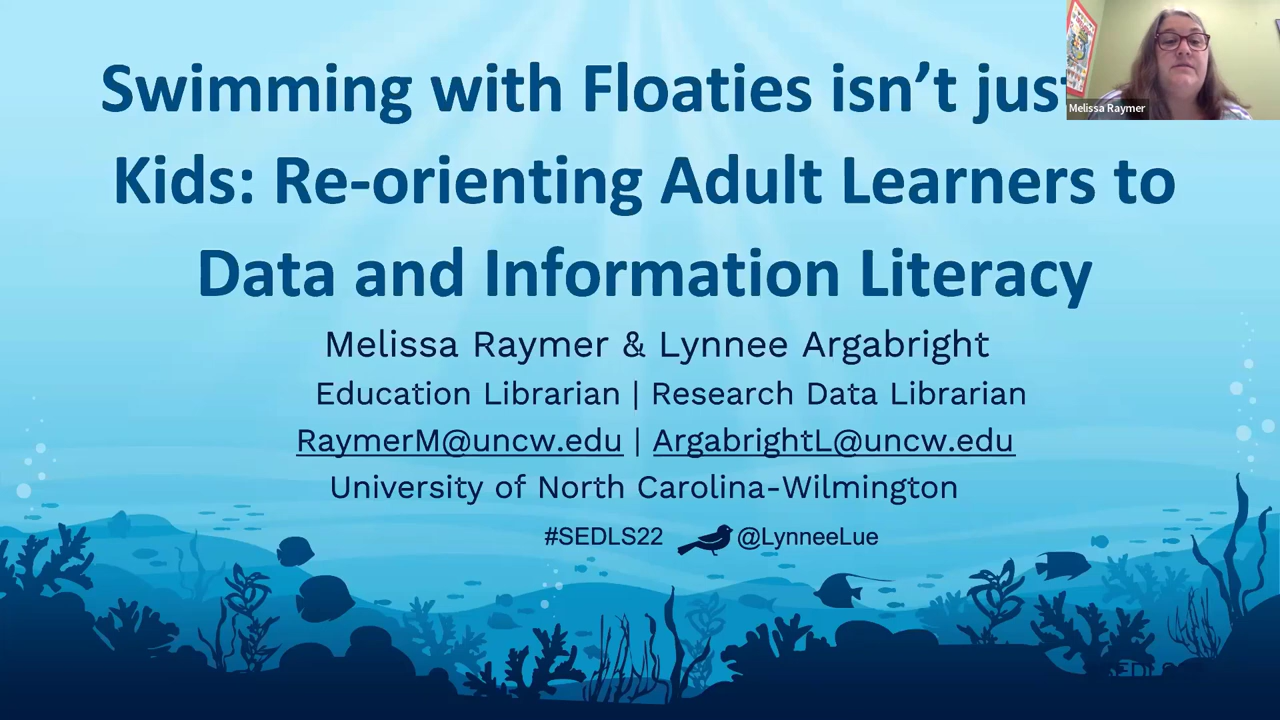 Swimming with Floaties isn't jus
Melissa Raymer
Kids: Re-orienting Adult Learners to
Data and Information Literacy
Melissa Raymer & Lynnee Argabright
Education Librarian | Research Data Librarian
RaymerM@uncw.edu | ArgabrightL@uncw.edu
University of North Carolina-Wilmington
#SEDLS22 @LynneeLue